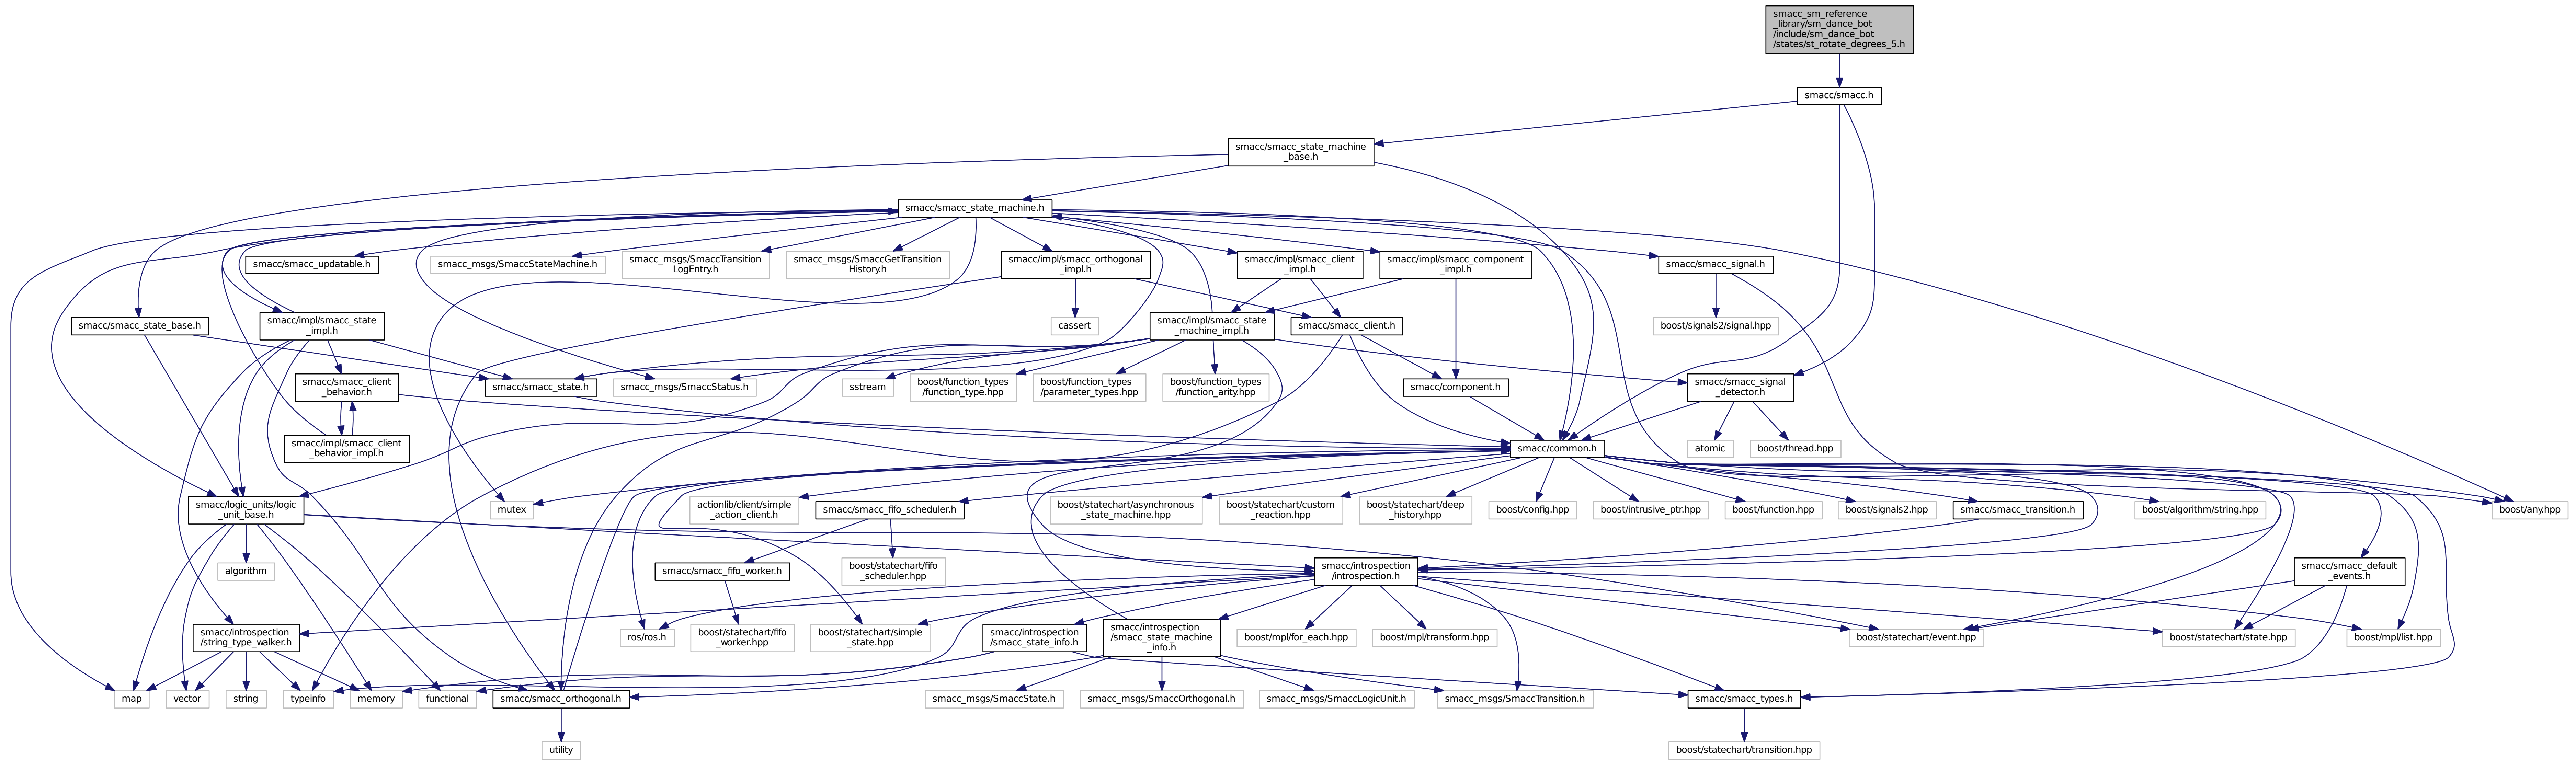 smacc_sm_reference
_library/sm_dance_bot
/include/sm_dance_bot
/states/st_rotate_degrees_5.h
smacc/smacc.h
smacc/smacc_state_machine
_base.h
smacc/smacc_state_machine.h
smacc/smacc_updatable.h
smacc_msgs/SmaccStateMachine.h
smacc_msgs/SmaccTransition
LogEntry.h
smacc_msgs/SmaccGetTransition
History.h
smacc/impl/smacc_orthogonal
_impl.h
smacc/impl/smacc_client
_impl.h
smacc/impl/smacc_component
_impl.h
smacc/smacc_signal.h
smacc/smacc_state_base.h
smacc/impl/smacc_state
_impl.h
cassert
smacc/impl/smacc_state
_machine_impl.h
smacc/smacc_client.h
boost/signals2/signal.hpp
smacc/smacc_client
_behavior.h
smacc/smacc_state.h
smacc_msgs/SmaccStatus.h
sstream
boost/function_types
/function_type.hpp
boost/function_types
/parameter_types.hpp
boost/function_types
/function_arity.hpp
smacc/component.h
smacc/smacc_signal
_detector.h
smacc/impl/smacc_client
_behavior_impl.h
smacc/common.h
atomic
boost/thread.hpp
smacc/logic_units/logic
_unit_base.h
mutex
actionlib/client/simple
_action_client.h
smacc/smacc_fifo_scheduler.h
boost/statechart/asynchronous
_state_machine.hpp
boost/statechart/custom
_reaction.hpp
boost/statechart/deep
_history.hpp
boost/config.hpp
boost/intrusive_ptr.hpp
boost/function.hpp
boost/signals2.hpp
smacc/smacc_transition.h
boost/algorithm/string.hpp
boost/any.hpp
algorithm
smacc/smacc_fifo_worker.h
boost/statechart/fifo
_scheduler.hpp
smacc/introspection
/introspection.h
smacc/smacc_default
_events.h
smacc/introspection
/string_type_walker.h
ros/ros.h
boost/statechart/fifo
_worker.hpp
boost/statechart/simple
_state.hpp
smacc/introspection
/smacc_state_info.h
smacc/introspection
/smacc_state_machine
_info.h
boost/mpl/for_each.hpp
boost/mpl/transform.hpp
boost/statechart/event.hpp
boost/statechart/state.hpp
boost/mpl/list.hpp
map
vector
string
typeinfo
memory
functional
smacc/smacc_orthogonal.h
smacc_msgs/SmaccState.h
smacc_msgs/SmaccOrthogonal.h
smacc_msgs/SmaccLogicUnit.h
smacc_msgs/SmaccTransition.h
smacc/smacc_types.h
utility
boost/statechart/transition.hpp